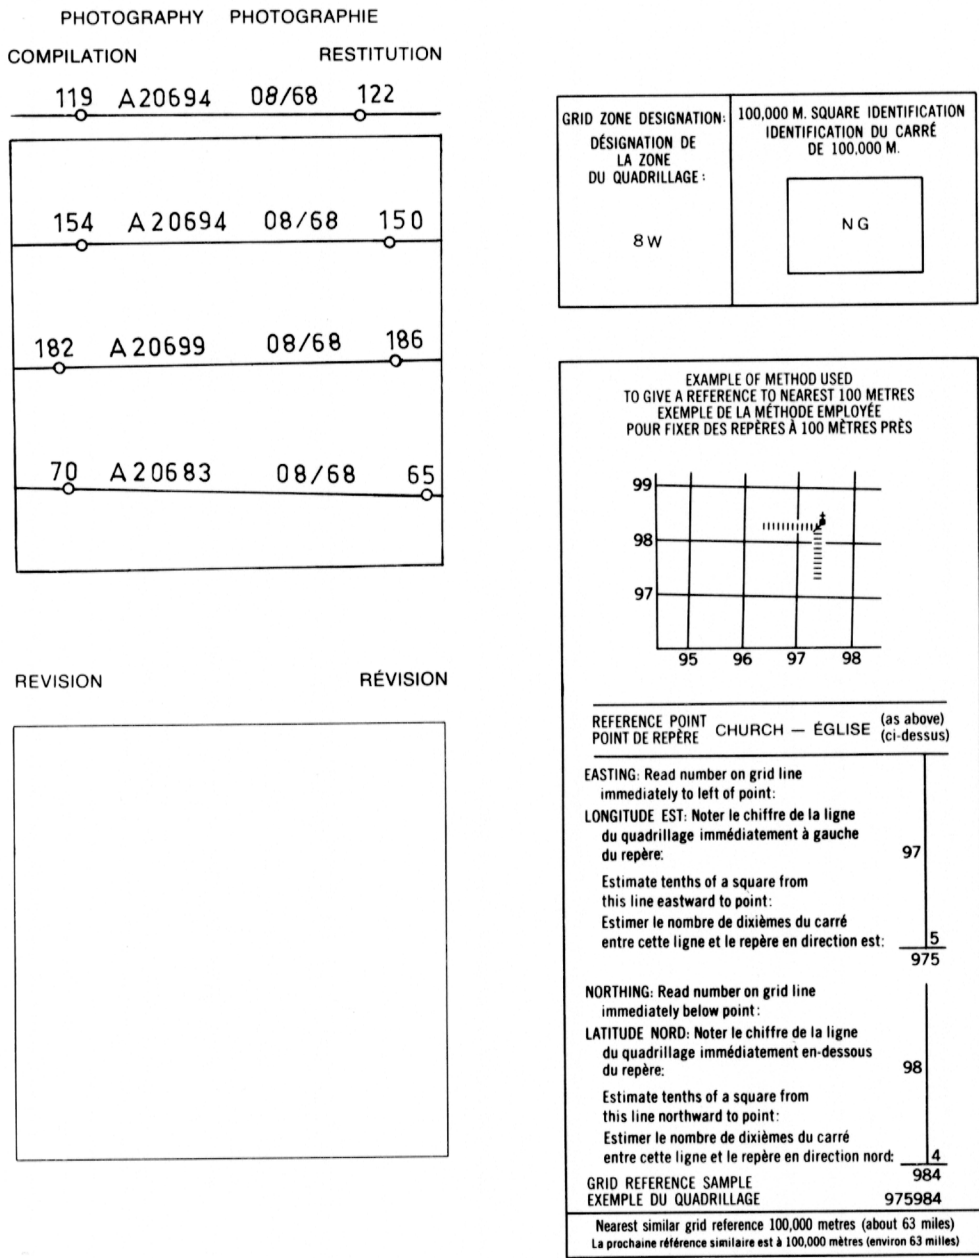 PHOTOGRAPHY PHOTOGRAPHIE
COMPILATION RESTITUTION
119 A20694 08/68 122
154 A20694 08/68 150
182 A20699 08/68 186
70 A20683 08/68 65
REVISION RÉVISION
GRID ZONE DESIGNATION:
DÉSIGNATION DE
LA ZONE
DU QUADRILLAGE:
8W
100,000 M. SQUARE IDENTIFICATION
IDENTIFICATION DU CARRÉ
DE 100,000 M.
NG
EXAMPLE OF METHOD USED
TO GIVE A REFERENCE TO NEAREST 100 METRES
EXEMPLE DE LA MÉTHODE EMPLOYÉE
POUR FIXER DES REPÈRES À 100 MÈTRES PRÈS
99
98
97
95 96 97 98
REFERENCE POINT
POINT DE REPÈRE
CHURCH — ÉGLISE
(as above)
(ci-dessus)
EASTING: Read number on grid line
immediately to left of point:
LONGITUDE EST: Noter le chiffre de la ligne
du quadrillage immédiatement à gauche
du repère: 97
Estimate tenths of a square from
this line eastward to point:
Estimer le nombre de dixièmes du carré
entre cette ligne et le repère en direction est: 5
975
NORTHING: Read number on grid line
immediately below point:
LATITUDE NORD: Noter le chiffre de la ligne
du quadrillage immédiatement en-dessous
du repère: 98
Estimate tenths of a square from
this line northward to point:
Estimer le nombre de dixièmes du carré
entre cette ligne et le repère en direction nord: 4
984
GRID REFERENCE SAMPLE
EXEMPLE DU QUADRILLAGE 975984
Nearest similar grid reference 100,000 metres (about 63 miles)
La prochaine référence similaire est à 100,000 mètres (environ 63 milles)